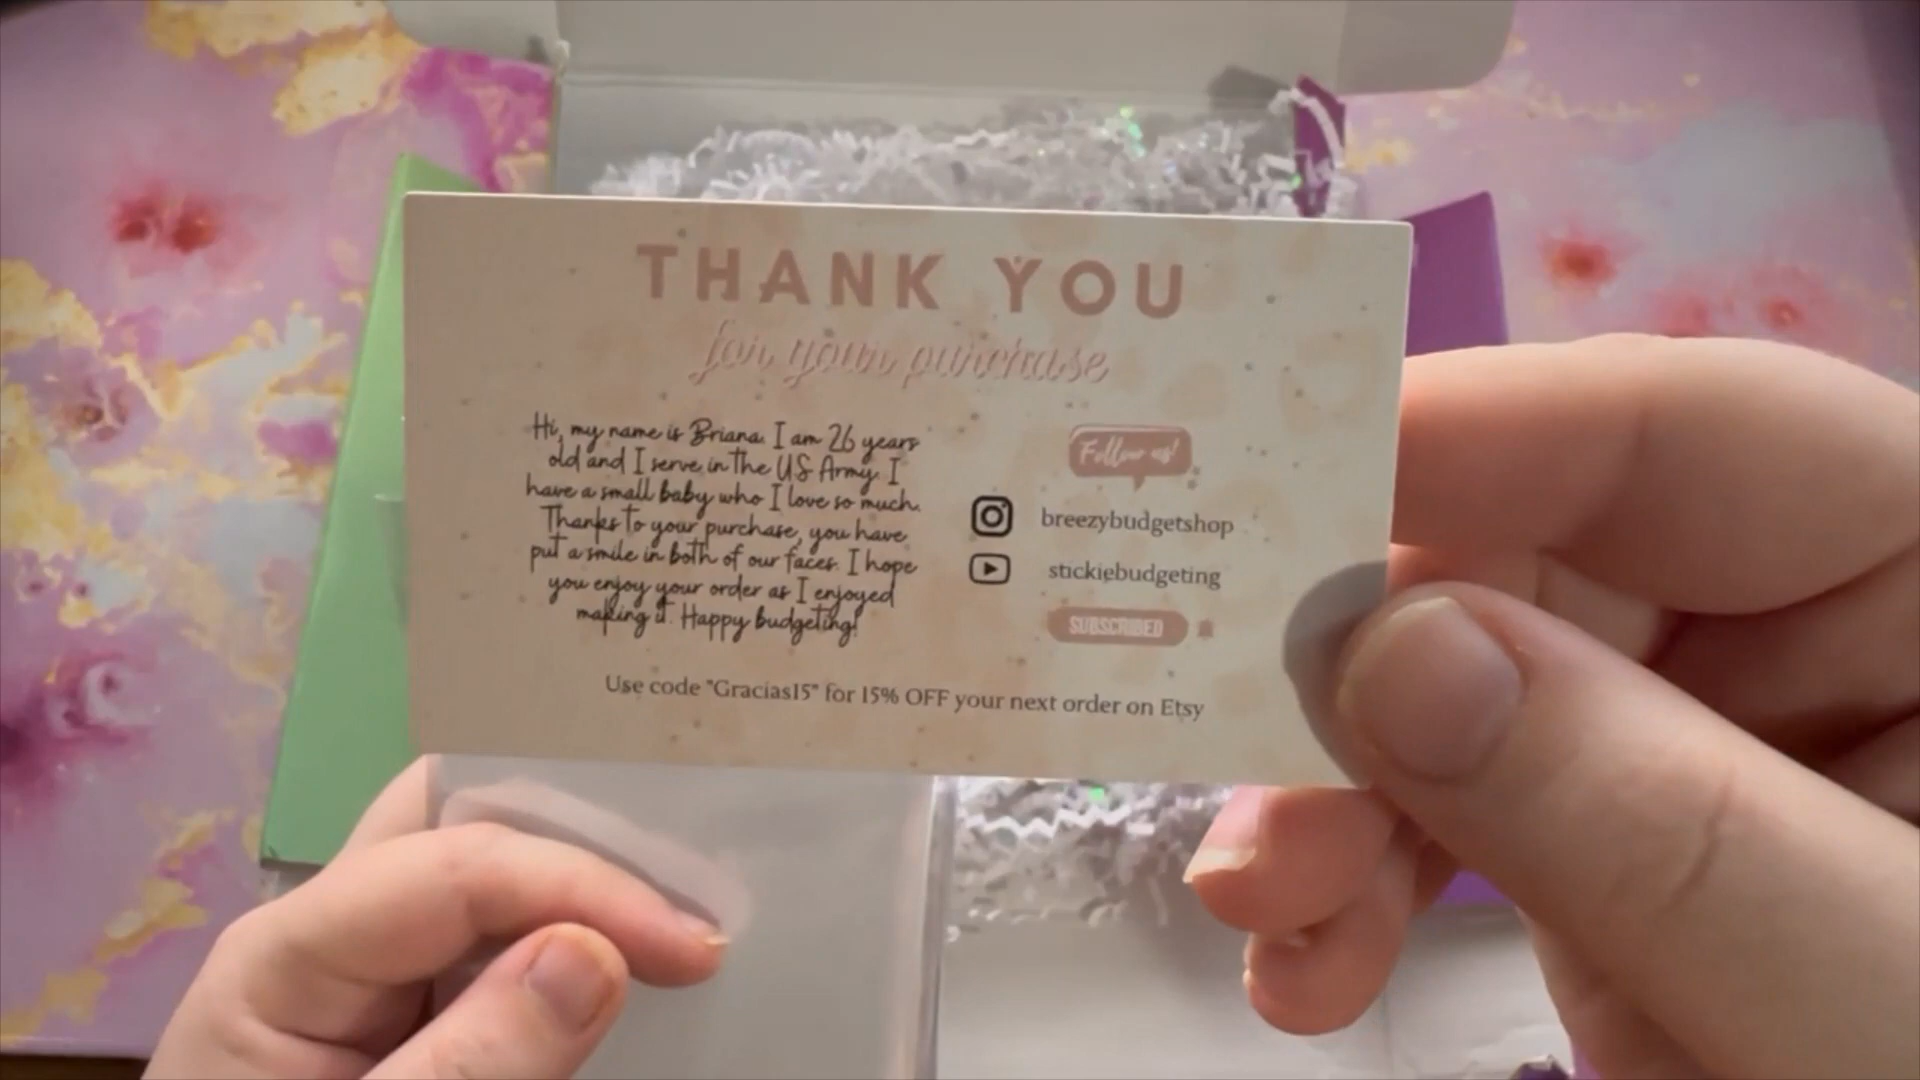 THANK YOU
for your purchase
Hi, my name is Briana. I am 26 years
old and I serve in the US Army. I
have a small baby who I love so much.
Thanks to your purchase, you have
put a smile in both of our faces. I hope
you enjoy your order as I enjoyed
making it. Happy budgeting!
Follow us!
breezybudgetshop
stickiebudgeting
SUBSCRIBED
Use code "Gracias15" for 15% OFF your next order on Etsy